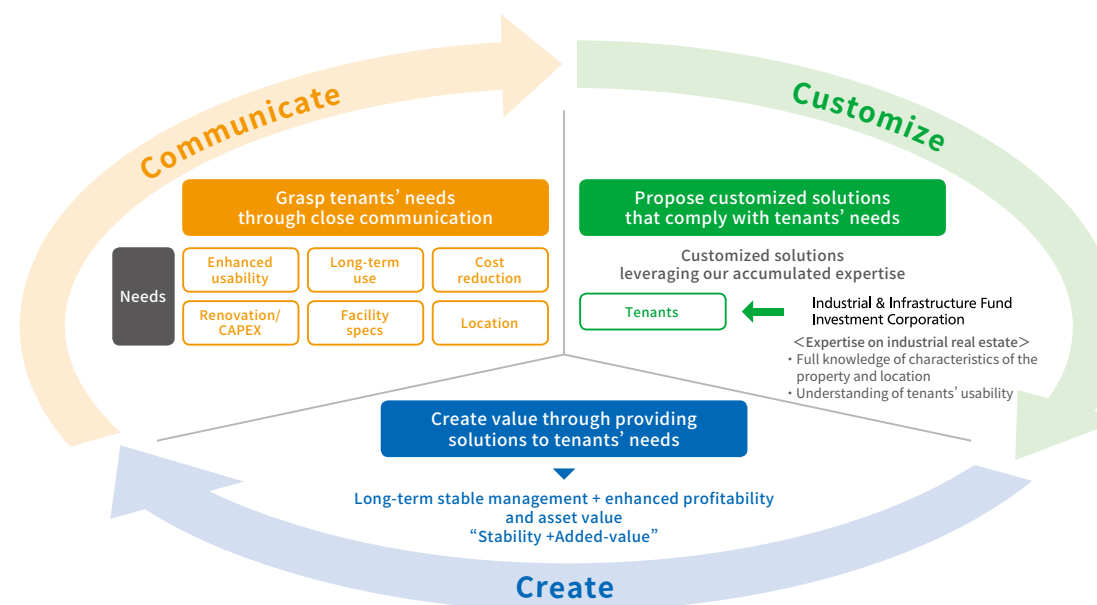 Communicate
Grasp tenants’ needs
through close communication
Needs
Enhanced
usability
Long-term
use
Cost
reduction
Renovation/
CAPEX
Facility
specs
Location
Customize
Propose customized solutions
that comply with tenants’ needs
Customized solutions
leveraging our accumulated expertise
Tenants
Industrial & Infrastructure Fund
Investment Corporation
＜Expertise on industrial real estate＞
・Full knowledge of characteristics of the
property and location
・Understanding of tenants’ usability
Create value through providing
solutions to tenants’ needs
Long-term stable management + enhanced profitability
and asset value
“Stability +Added-value”
Create